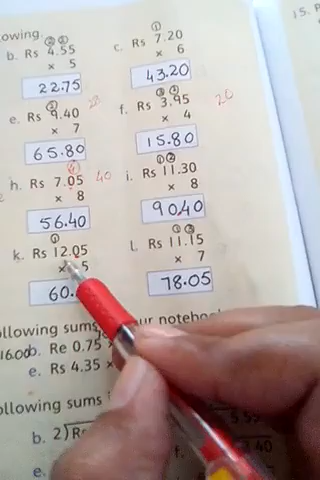 owing.
b. Rs 4.55
× 5
22.75
c. Rs 7.20
× 6
43.20
e. Rs 9.40
× 7
65.80
f. Rs 3.95
× 4
15.80
20
h. Rs 7.05
× 8
56.40
40
i. Rs 11.30
× 8
90.40
k. Rs 12.05
× 5
60.
l. Rs 11.15
× 7
78.05
ollowing sums
ur noteboo
b. Re 0.75 ×
e. Rs 4.35 ×
ollowing sums
b. 2)R
e.
15.